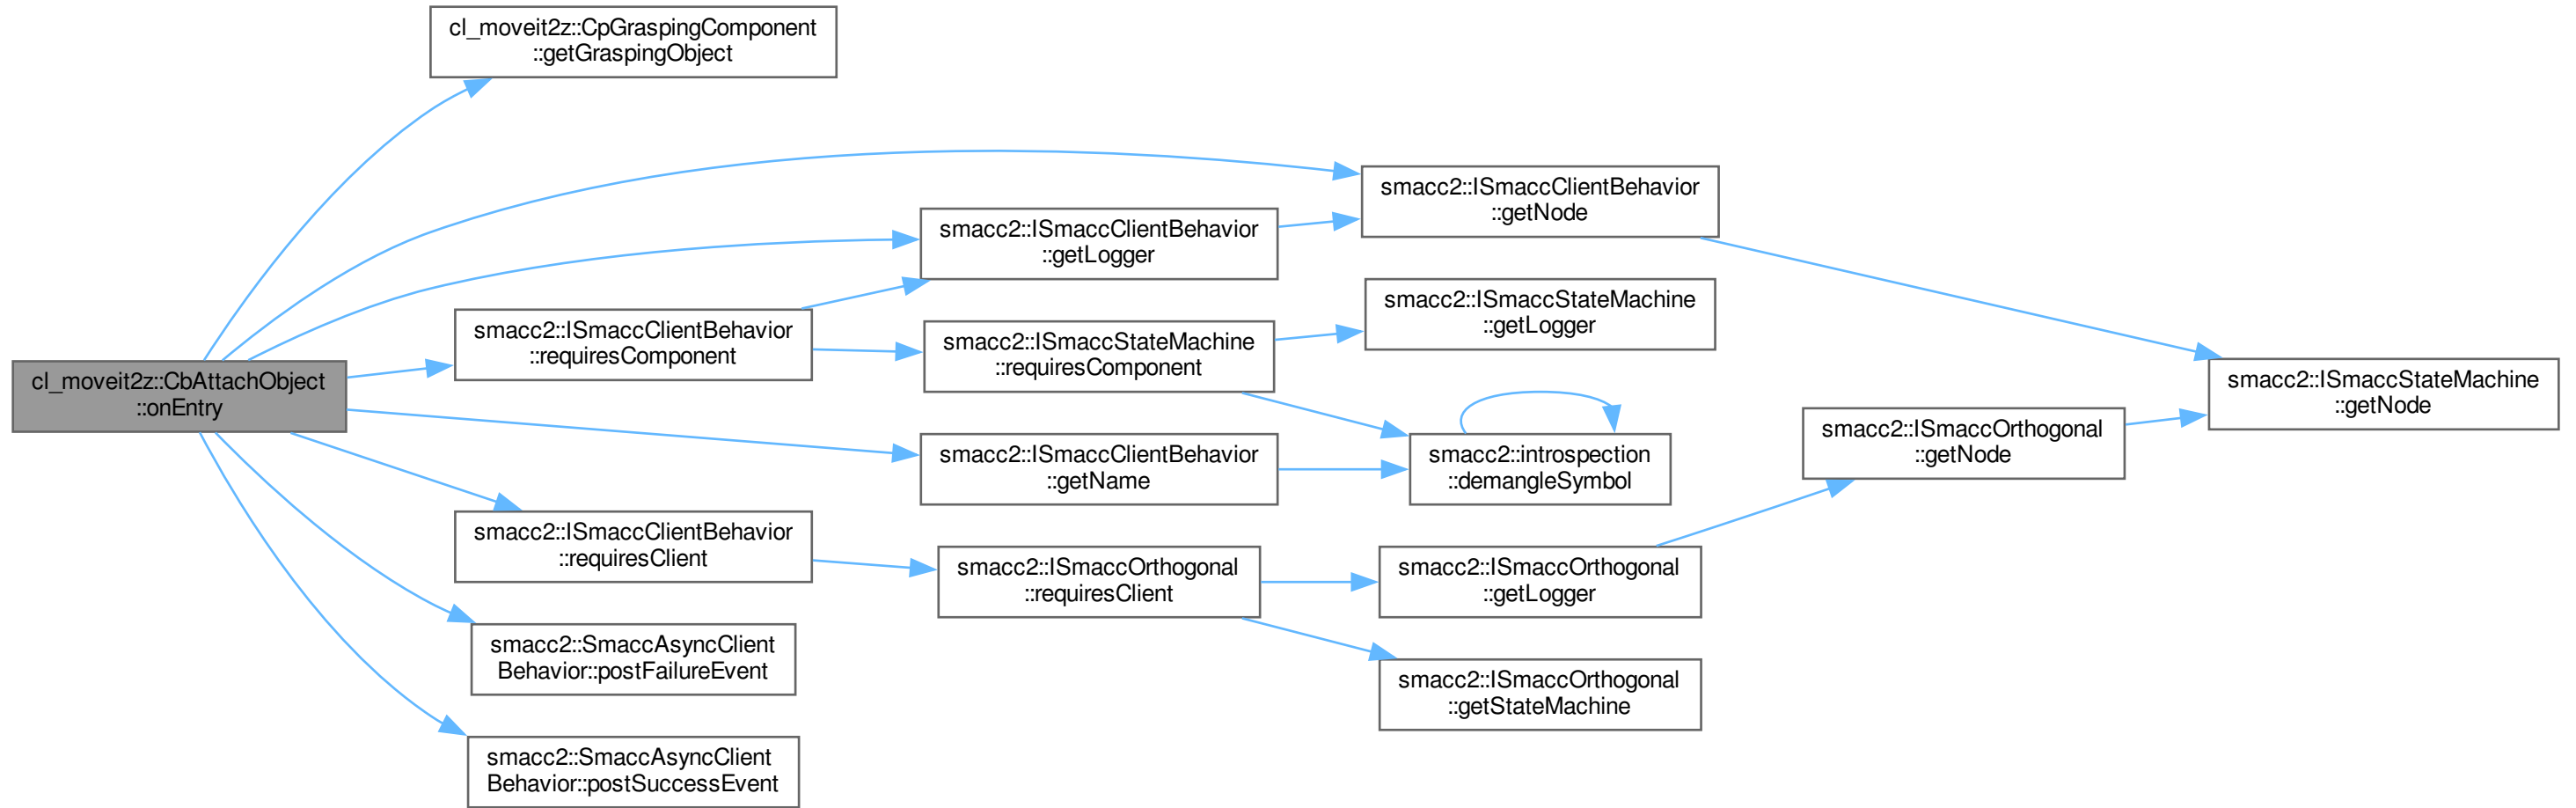 cl_moveit2z::CpGraspingComponent
::getGraspingObject
smacc2::ISmaccClientBehavior
::getNode
smacc2::ISmaccClientBehavior
::getLogger
smacc2::ISmaccStateMachine
::getLogger
smacc2::ISmaccClientBehavior
::requiresComponent
smacc2::ISmaccStateMachine
::requiresComponent
cl_moveit2z::CbAttachObject
::onEntry
smacc2::ISmaccStateMachine
::getNode
smacc2::ISmaccOrthogonal
::getNode
smacc2::ISmaccClientBehavior
::getName
smacc2::introspection
::demangleSymbol
smacc2::ISmaccClientBehavior
::requiresClient
smacc2::ISmaccOrthogonal
::requiresClient
smacc2::ISmaccOrthogonal
::getLogger
smacc2::SmaccAsyncClient
Behavior::postFailureEvent
smacc2::ISmaccOrthogonal
::getStateMachine
smacc2::SmaccAsyncClient
Behavior::postSuccessEvent